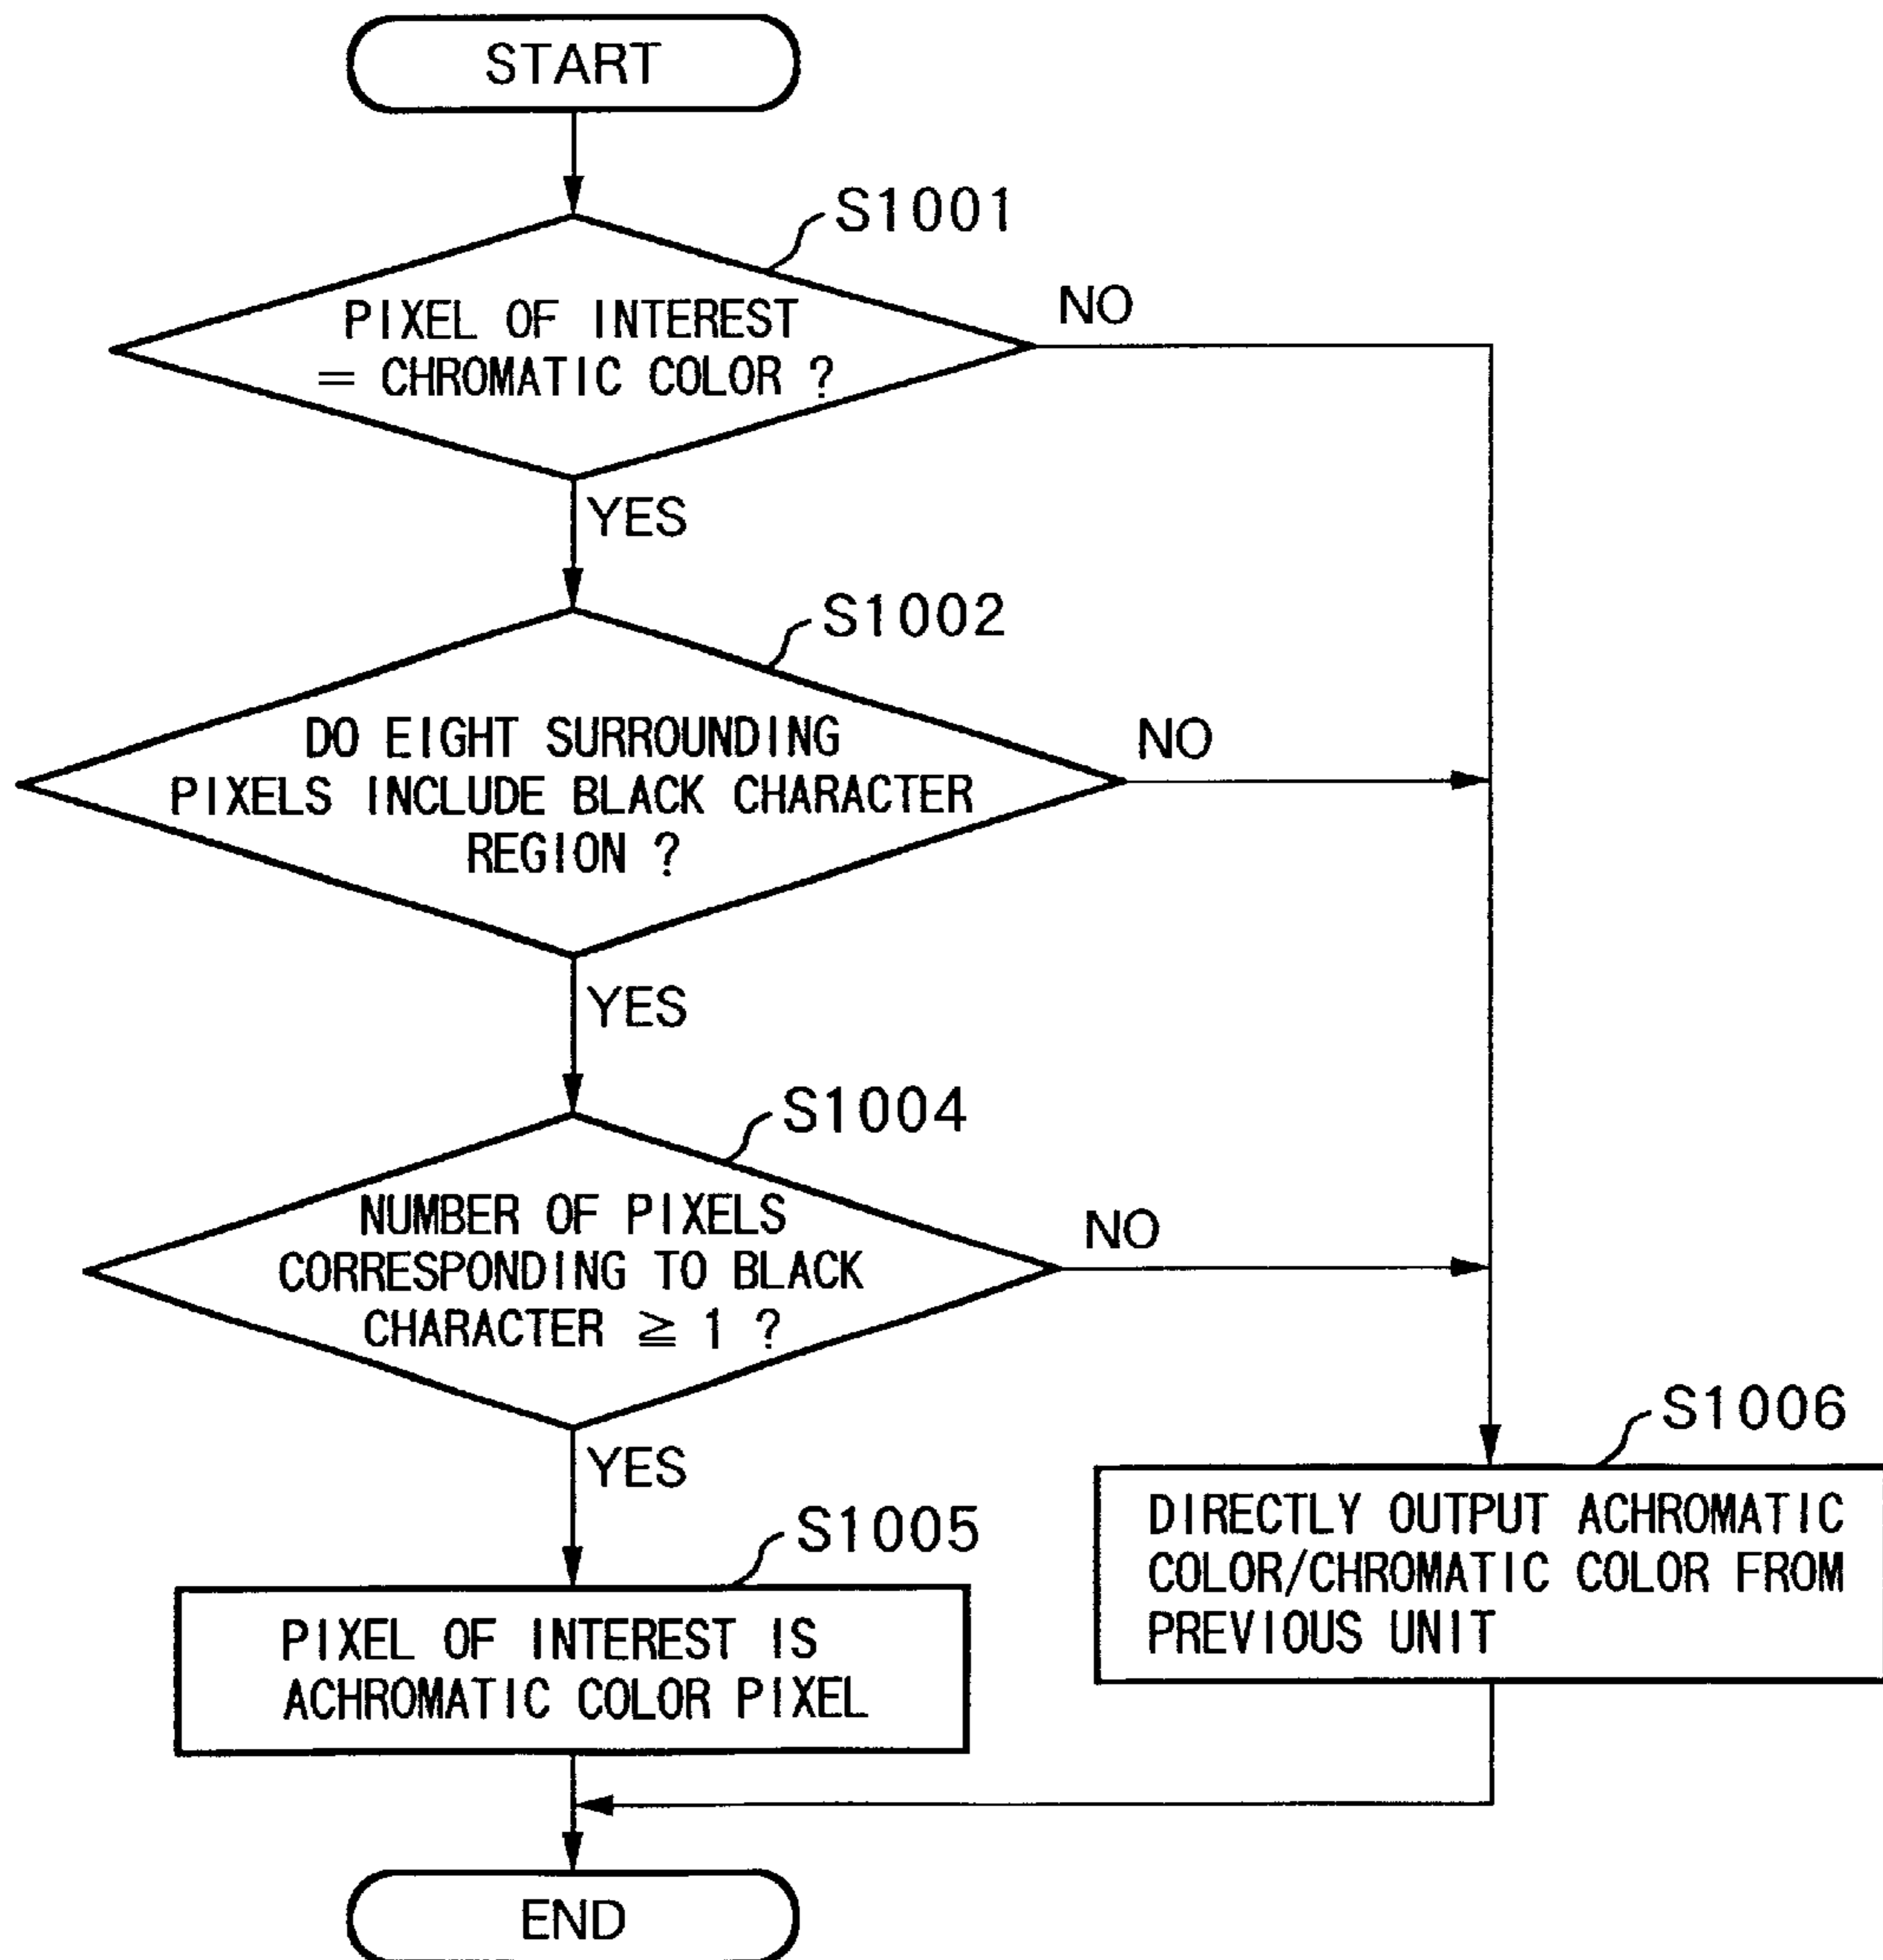 START
S1001
PIXEL OF INTEREST
= CHROMATIC COLOR ?
NO
YES
S1002
DO EIGHT SURROUNDING
PIXELS INCLUDE BLACK CHARACTER
REGION ?
NO
YES
S1004
NUMBER OF PIXELS
CORRESPONDING TO BLACK
CHARACTER ≧ 1 ?
NO
YES
S1005
PIXEL OF INTEREST IS
ACHROMATIC COLOR PIXEL
S1006
DIRECTLY OUTPUT ACHROMATIC
COLOR/CHROMATIC COLOR FROM
PREVIOUS UNIT
END